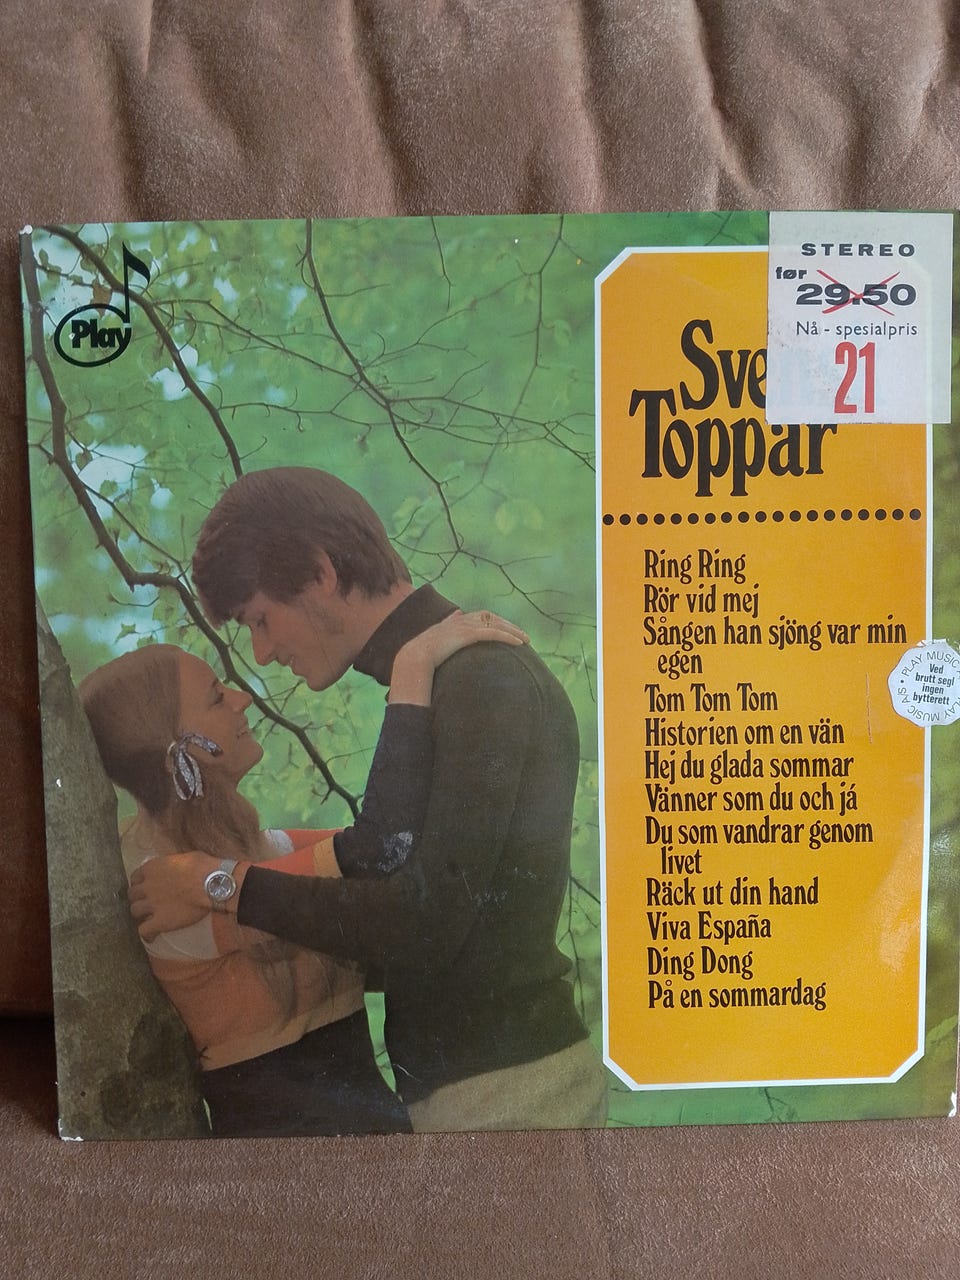 Play
STEREO
før
29.50
Nå - spesialpris
21
Toppar
Ring Ring
Rör vid mej
Sången han sjöng var min
egen
Tom Tom Tom
Historien om en vän
Hej du glada sommar
Vänner som du och já
Du som vandrar genom
livet
Räck ut din hand
Viva España
Ding Dong
På en sommardag
PLAY MUSIC A/S
Ved
brutt segl
ingen
bytterett
PLAY MUSIC